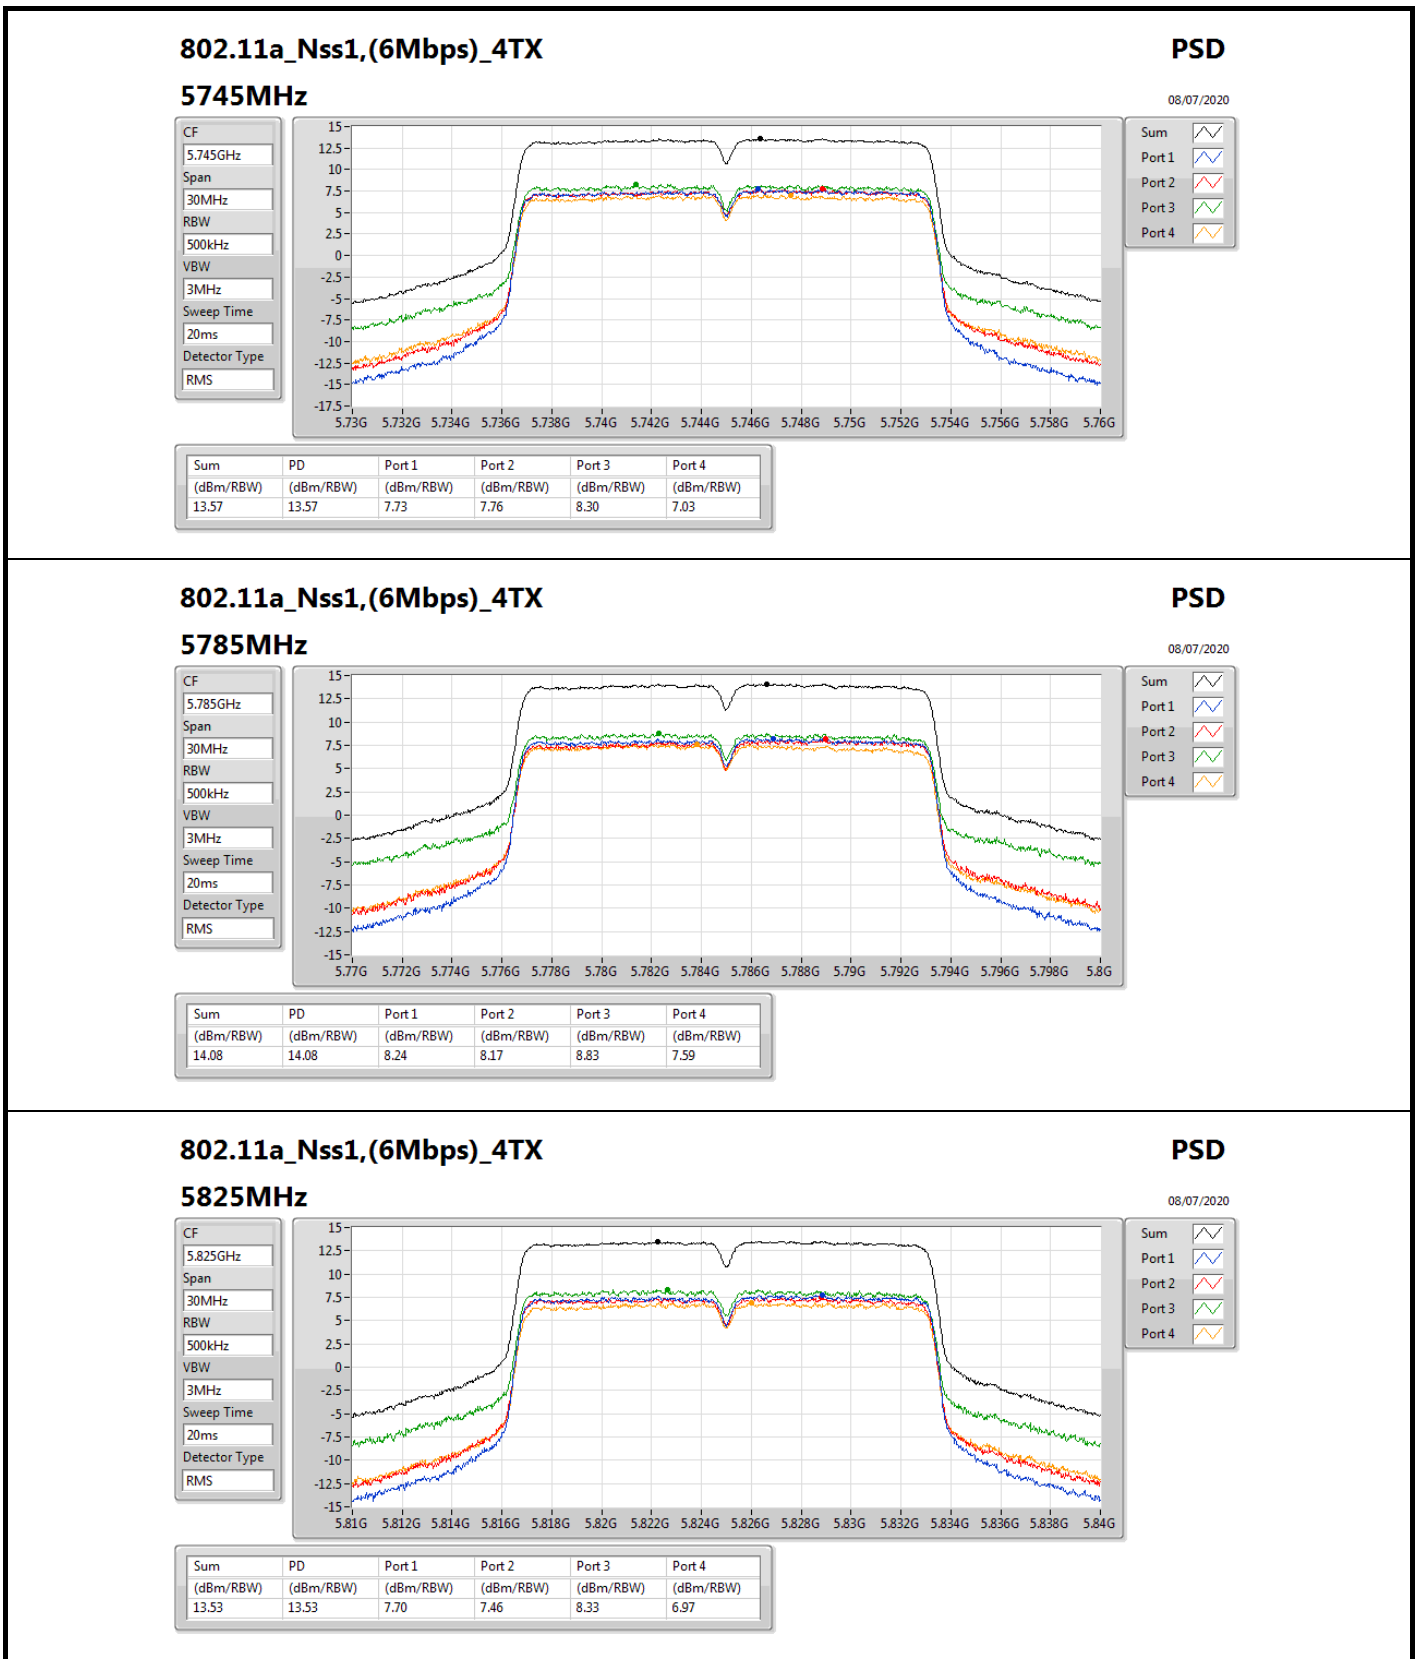 802.11a_Nss1,(6Mbps)_4TX PSD
5745MHz 08/07/2020
CF
5.745GHz
Span
30MHz
RBW
500kHz
VBW
3MHz
Sweep Time
20ms
Detector Type
RMS
15
12.5
10
7.5
5
2.5
0
-2.5
-5
-7.5
-10
-12.5
-15
-17.5
5.73G 5.732G 5.734G 5.736G 5.738G 5.74G 5.742G 5.744G 5.746G 5.748G 5.75G 5.752G 5.754G 5.756G 5.758G 5.76G
Sum
Port 1
Port 2
Port 3
Port 4
Sum PD Port 1 Port 2 Port 3 Port 4
(dBm/RBW) (dBm/RBW) (dBm/RBW) (dBm/RBW) (dBm/RBW) (dBm/RBW)
13.57 13.57 7.73 7.76 8.30 7.03
802.11a_Nss1,(6Mbps)_4TX PSD
5785MHz 08/07/2020
CF
5.785GHz
Span
30MHz
RBW
500kHz
VBW
3MHz
Sweep Time
20ms
Detector Type
RMS
15
12.5
10
7.5
5
2.5
0
-2.5
-5
-7.5
-10
-12.5
-15
5.77G 5.772G 5.774G 5.776G 5.778G 5.78G 5.782G 5.784G 5.786G 5.788G 5.79G 5.792G 5.794G 5.796G 5.798G 5.8G
Sum
Port 1
Port 2
Port 3
Port 4
Sum PD Port 1 Port 2 Port 3 Port 4
(dBm/RBW) (dBm/RBW) (dBm/RBW) (dBm/RBW) (dBm/RBW) (dBm/RBW)
14.08 14.08 8.24 8.17 8.83 7.59
802.11a_Nss1,(6Mbps)_4TX PSD
5825MHz 08/07/2020
CF
5.825GHz
Span
30MHz
RBW
500kHz
VBW
3MHz
Sweep Time
20ms
Detector Type
RMS
15
12.5
10
7.5
5
2.5
0
-2.5
-5
-7.5
-10
-12.5
-15
5.81G 5.812G 5.814G 5.816G 5.818G 5.82G 5.822G 5.824G 5.826G 5.828G 5.83G 5.832G 5.834G 5.836G 5.838G 5.84G
Sum
Port 1
Port 2
Port 3
Port 4
Sum PD Port 1 Port 2 Port 3 Port 4
(dBm/RBW) (dBm/RBW) (dBm/RBW) (dBm/RBW) (dBm/RBW) (dBm/RBW)
13.53 13.53 7.70 7.46 8.33 6.97